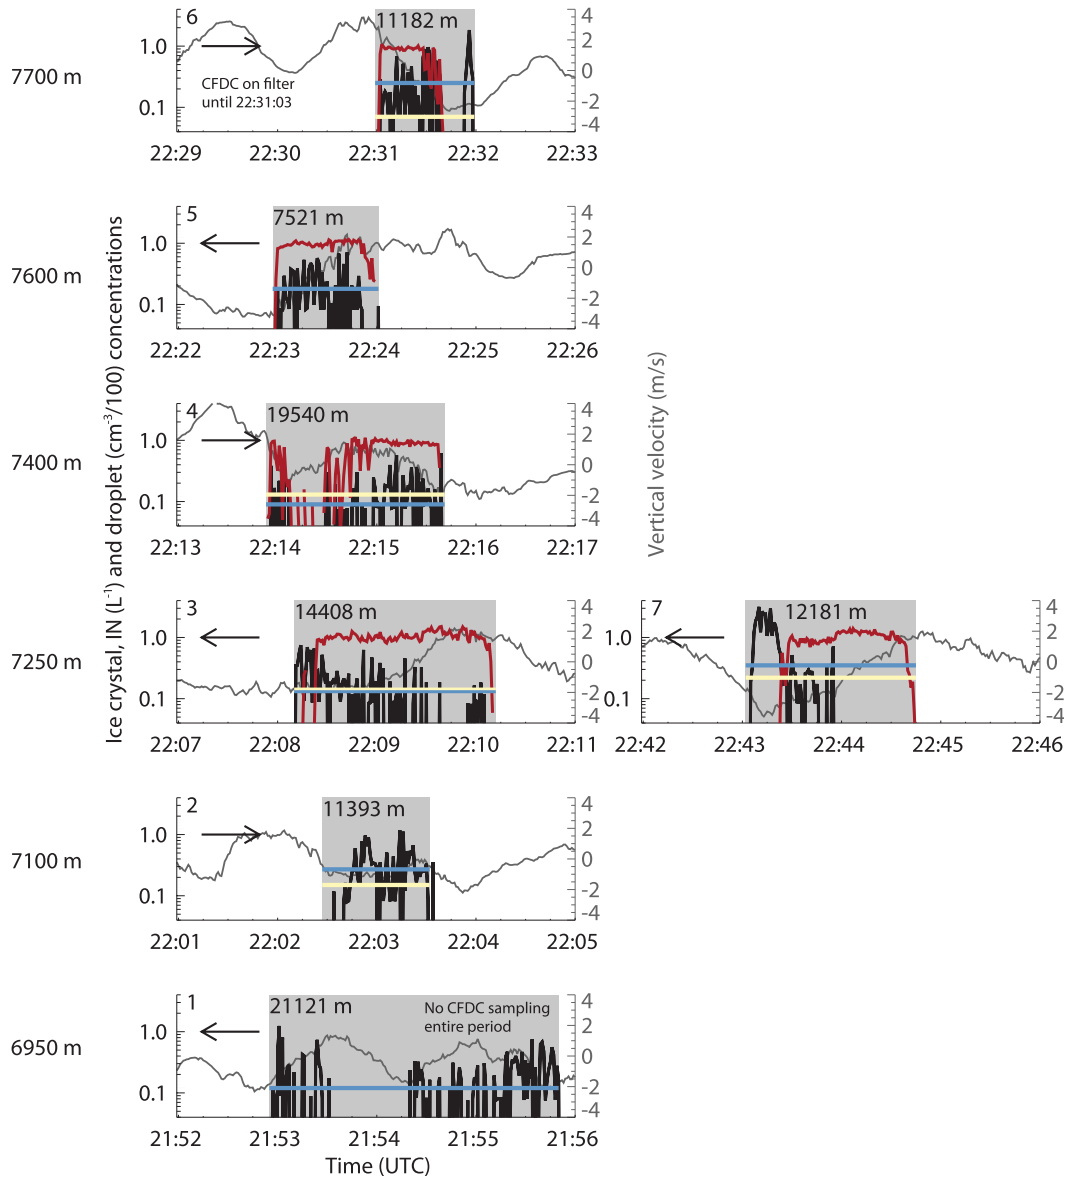 7700 m
6
11182 m
1.0
0.1
CFDC on filter
until 22:31:03
4
2
0
-2
-4
22:29 22:30 22:31 22:32 22:33
7600 m
5
7521 m
1.0
0.1
4
2
0
-2
-4
22:22 22:23 22:24 22:25 22:26
7400 m
4
19540 m
1.0
0.1
4
2
0
-2
-4
22:13 22:14 22:15 22:16 22:17
7250 m
3
14408 m
1.0
0.1
4
2
0
-2
-4
22:07 22:08 22:09 22:10 22:11
7
12181 m
1.0
0.1
4
2
0
-2
-4
22:42 22:43 22:44 22:45 22:46
7100 m
2
11393 m
1.0
0.1
4
2
0
-2
-4
22:01 22:02 22:03 22:04 22:05
6950 m
1
21121 m
No CFDC sampling
entire period
1.0
0.1
4
2
0
-2
-4
21:52 21:53 21:54 21:55 21:56
Time (UTC)
Ice crystal, IN (L⁻¹) and droplet (cm⁻³/100) concentrations
Vertical velocity (m/s)